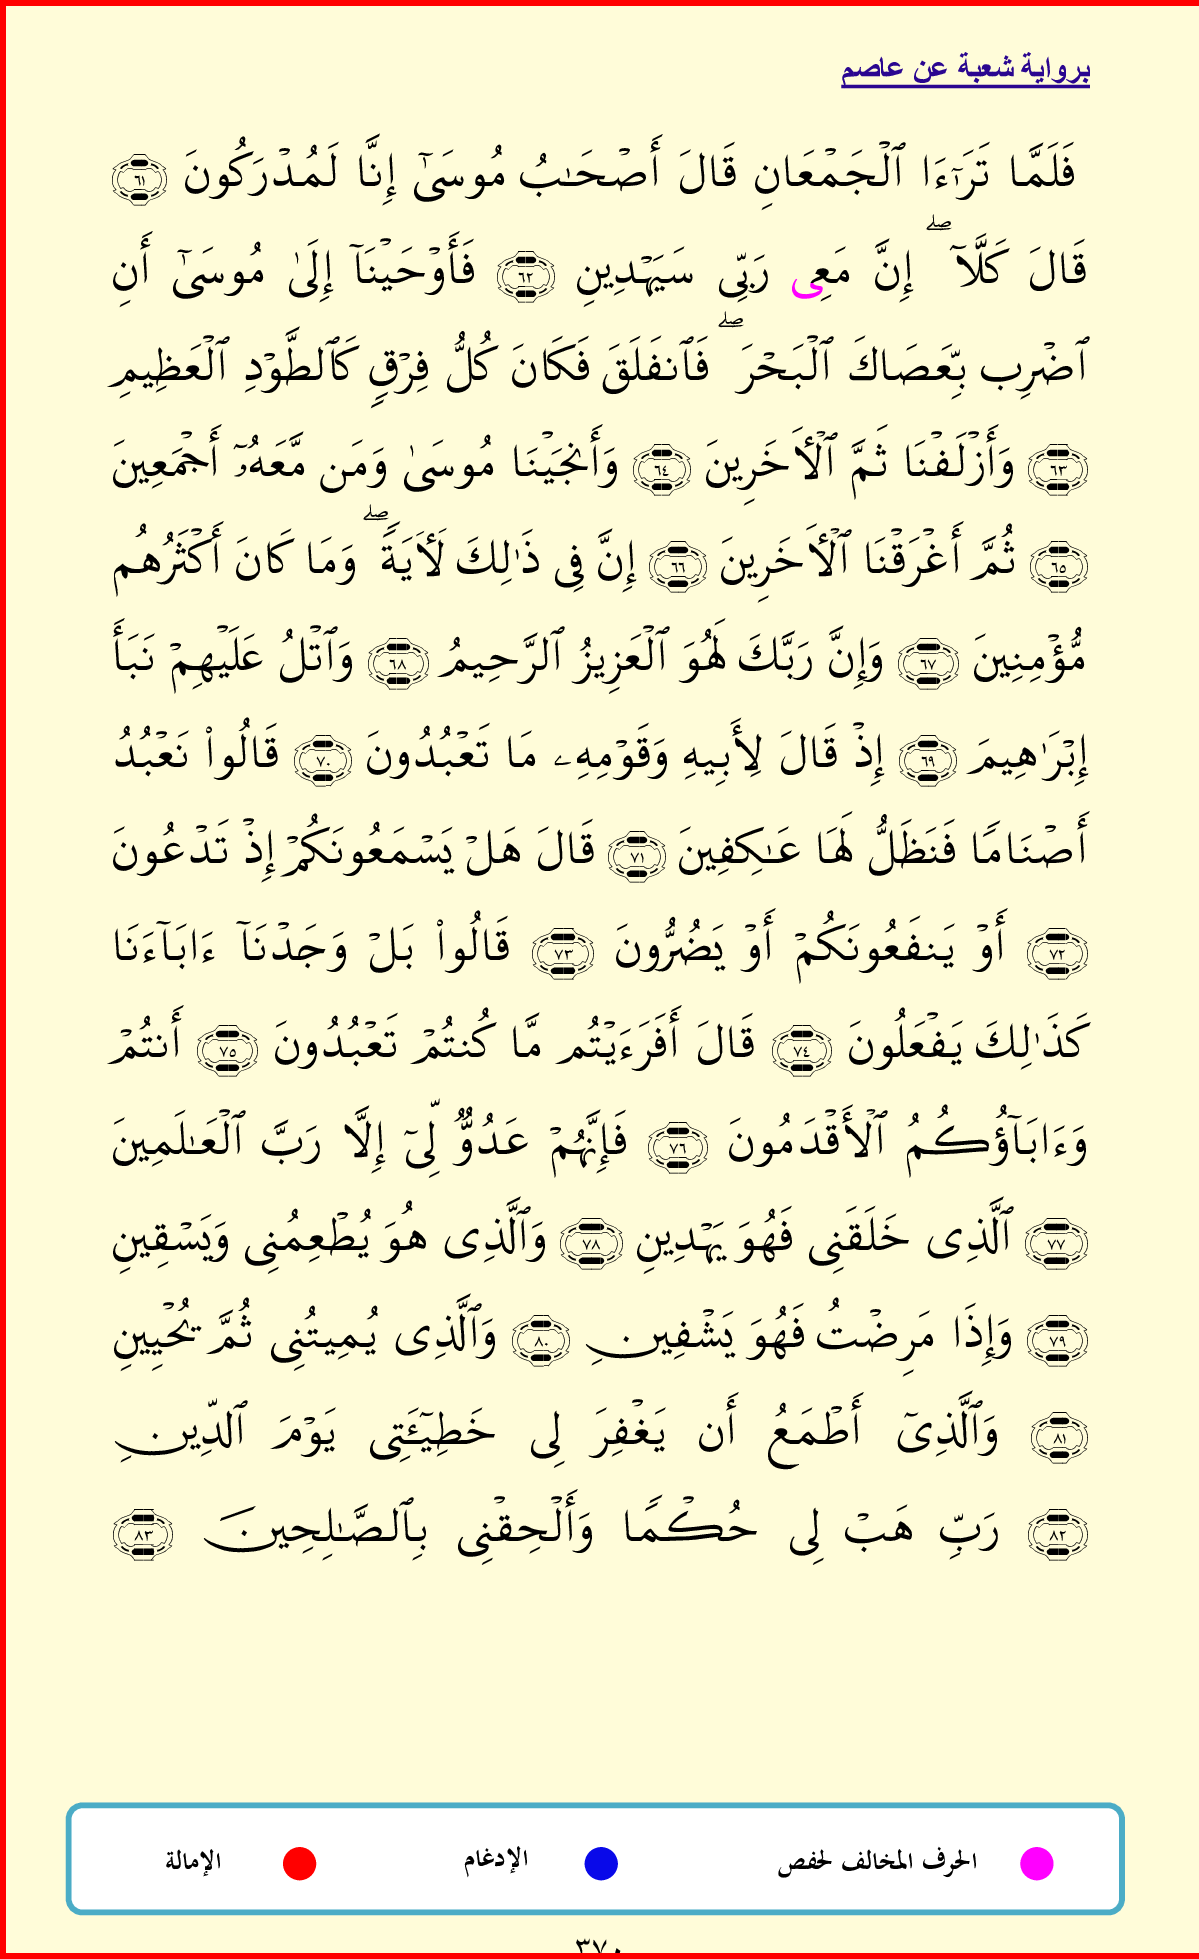 برواية شعبة عن عاصم
فَلَمَّا تَرَٰٓءَا ٱلْجَمْعَانِ قَالَ أَصْحَـٰبُ مُوسَىٰٓ إِنَّا لَمُدْرَكُونَ ٦١
قَالَ كَلَّآ ۖ إِنَّ مَعِى رَبِّى سَيَهْدِينِ ٦٢ فَأَوْحَيْنَآ إِلَىٰ مُوسَىٰٓ أَنِ
ٱضْرِب بِّعَصَاكَ ٱلْبَحْرَ ۖ فَٱنفَلَقَ فَكَانَ كُلُّ فِرْقٍ كَٱلطَّوْدِ ٱلْعَظِيمِ
٦٣ وَأَزْلَفْنَا ثَمَّ ٱلْأَخَرِينَ ٦٤ وَأَنجَيْنَا مُوسَىٰ وَمَن مَّعَهُۥٓ أَجْمَعِينَ
٦٥ ثُمَّ أَغْرَقْنَا ٱلْأَخَرِينَ ٦٦ إِنَّ فِى ذَٰلِكَ لَأَيَةً ۖ وَمَا كَانَ أَكْثَرُهُم
مُّؤْمِنِينَ ٦٧ وَإِنَّ رَبَّكَ لَهُوَ ٱلْعَزِيزُ ٱلرَّحِيمُ ٦٨ وَٱتْلُ عَلَيْهِمْ نَبَأَ
إِبْرَٰهِيمَ ٦٩ إِذْ قَالَ لِأَبِيهِ وَقَوْمِهِۦ مَا تَعْبُدُونَ ٧٠ قَالُوا۟ نَعْبُدُ
أَصْنَامًا فَنَظَلُّ لَهَا عَـٰكِفِينَ ٧١ قَالَ هَلْ يَسْمَعُونَكُمْ إِذْ تَدْعُونَ
٧٢ أَوْ يَنفَعُونَكُمْ أَوْ يَضُرُّونَ ٧٣ قَالُوا۟ بَلْ وَجَدْنَآ ءَابَآءَنَا
كَذَٰلِكَ يَفْعَلُونَ ٧٤ قَالَ أَفَرَءَيْتُم مَّا كُنتُمْ تَعْبُدُونَ ٧٥ أَنتُمْ
وَءَابَآؤُكُمُ ٱلْأَقْدَمُونَ ٧٦ فَإِنَّهُمْ عَدُوٌّ لِّىٓ إِلَّا رَبَّ ٱلْعَـٰلَمِينَ
٧٧ ٱلَّذِى خَلَقَنِى فَهُوَ يَهْدِينِ ٧٨ وَٱلَّذِى هُوَ يُطْعِمُنِى وَيَسْقِينِ
٧٩ وَإِذَا مَرِضْتُ فَهُوَ يَشْفِينِ ٨٠ وَٱلَّذِى يُمِيتُنِى ثُمَّ يُحْيِينِ
٨١ وَٱلَّذِىٓ أَطْمَعُ أَن يَغْفِرَ لِى خَطِيٓـَٔتِى يَوْمَ ٱلدِّينِ
٨٢ رَبِّ هَبْ لِى حُكْمًا وَأَلْحِقْنِى بِٱلصَّـٰلِحِينَ ٨٣
الحرف المخالف لحفص الإدغام الإمالة
٣٧٠